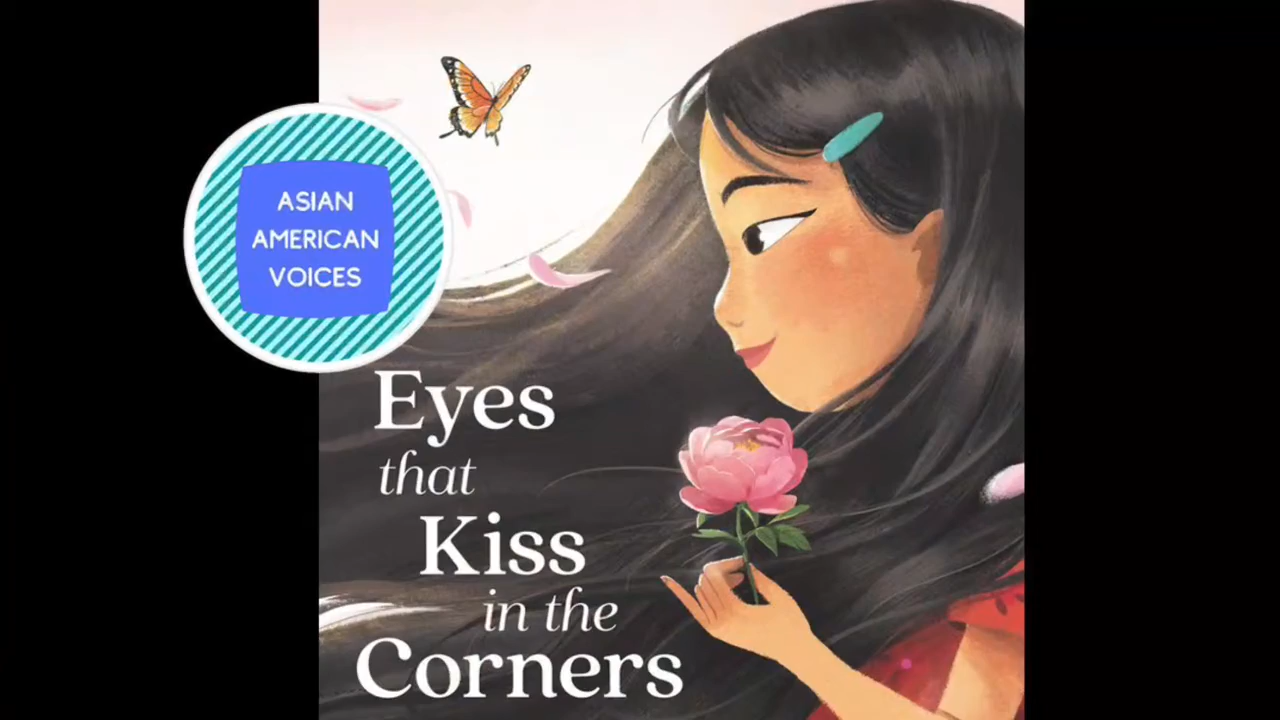 ASIAN
AMERICAN
VOICES
Eyes
that
Kiss
in the
Corners